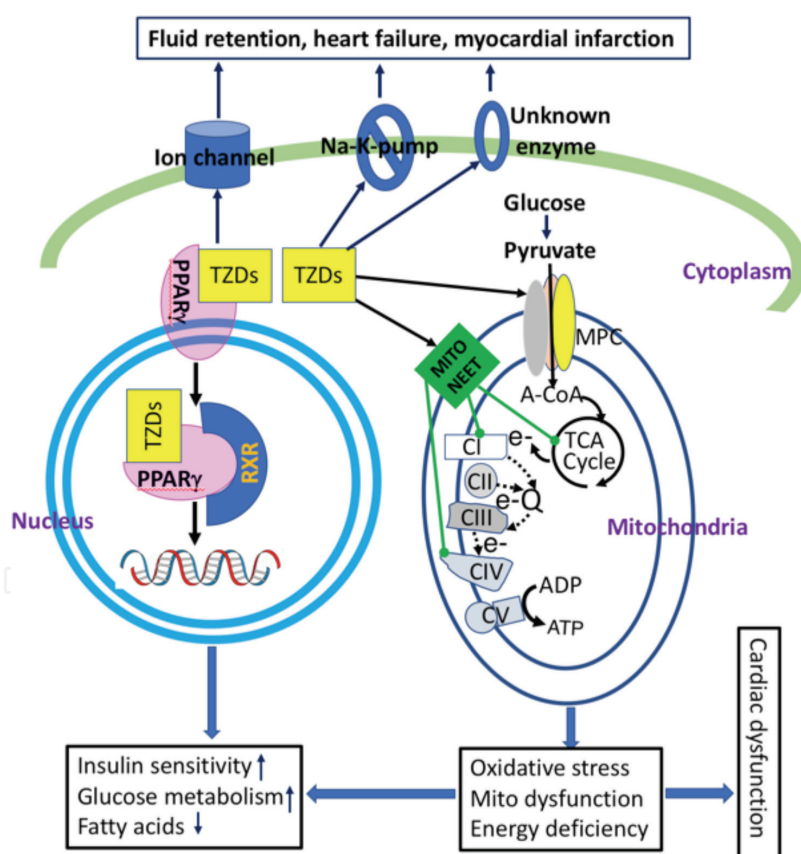 Fluid retention, heart failure, myocardial infarction
Ion channel
Na-K-pump
Unknown
enzyme
Glucose
Pyruvate
Cytoplasm
PPARγ
TZDs
TZDs
MPC
MITO
NEET
A-CoA
TZDs
RXR
PPARγ
CI
e-
TCA
Cycle
CII
e-Q
Nucleus
CIII
Mitochondria
e-
CIV
ADP
CV
ATP
Insulin sensitivity ↑
Glucose metabolism ↑
Fatty acids ↓
Oxidative stress
Mito dysfunction
Energy deficiency
Cardiac dysfunction